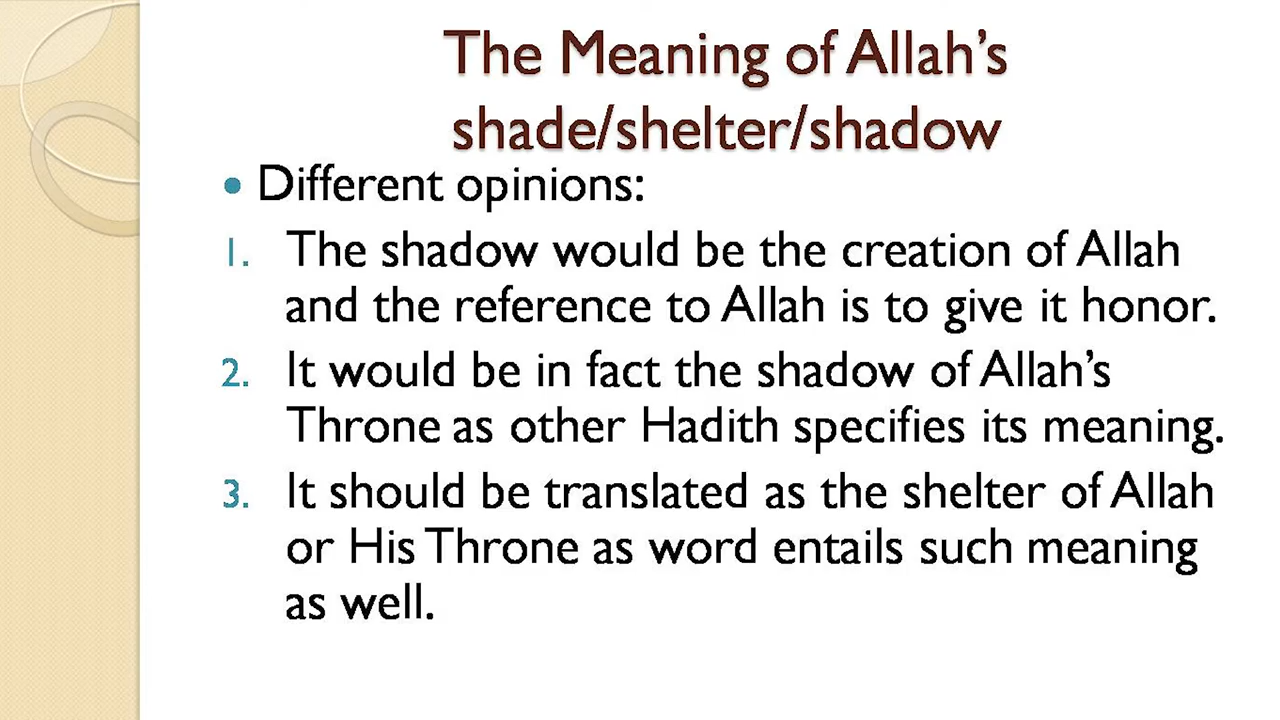 The Meaning of Allah’s
shade/shelter/shadow
• Different opinions:
1. The shadow would be the creation of Allah
and the reference to Allah is to give it honor.
2. It would be in fact the shadow of Allah’s
Throne as other Hadith specifies its meaning.
3. It should be translated as the shelter of Allah
or His Throne as word entails such meaning
as well.